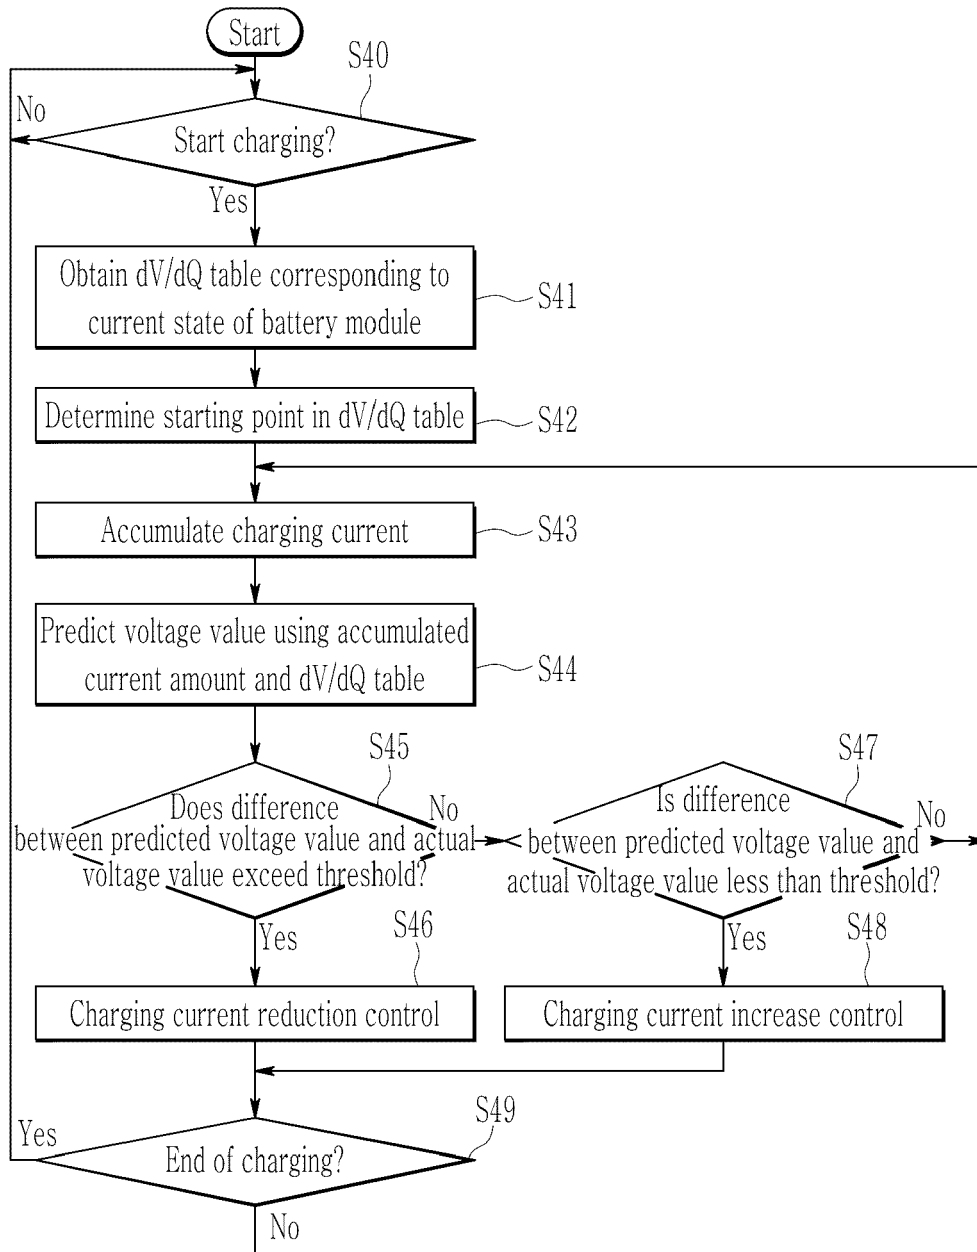 Start
S40
No
Start charging?
Yes
Obtain dV/dQ table corresponding to
current state of battery module
S41
Determine starting point in dV/dQ table
S42
Accumulate charging current
S43
Predict voltage value using accumulated
current amount and dV/dQ table
S44
S45
Does difference
between predicted voltage value and actual
voltage value exceed threshold?
No
Yes
S47
Is difference
between predicted voltage value and
actual voltage value less than threshold?
No
Yes
S46
Charging current reduction control
S48
Charging current increase control
S49
Yes
End of charging?
No